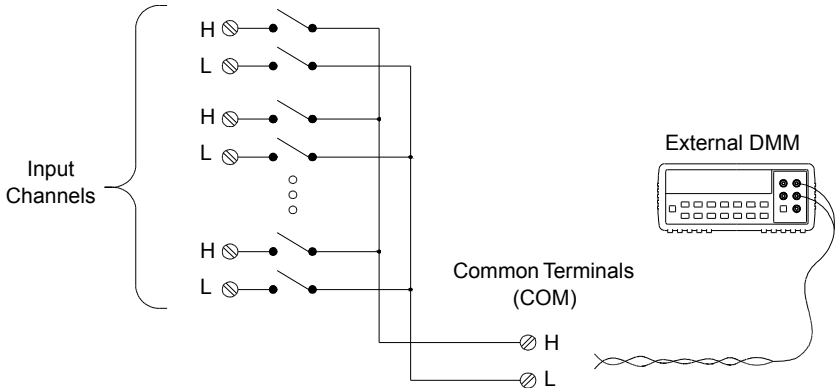 H
L
H
L
Input
Channels
H
L
External DMM
Common Terminals
(COM)
H
L